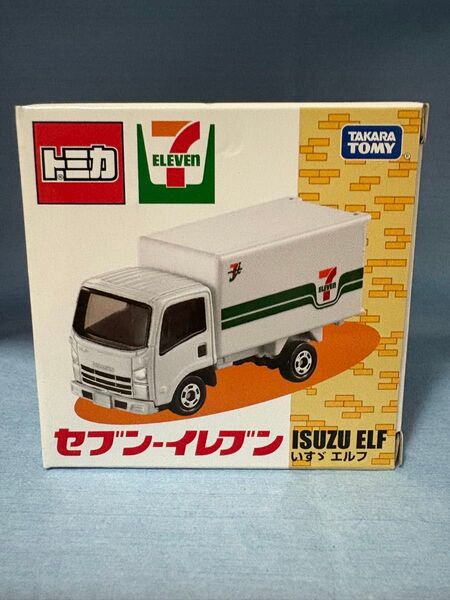 トミカ
7
ELEVEN
TAKARA
TOMY
7
ELEVEN
ISUZU
セブン-イレブン
ISUZU ELF
いすゞ エルフ